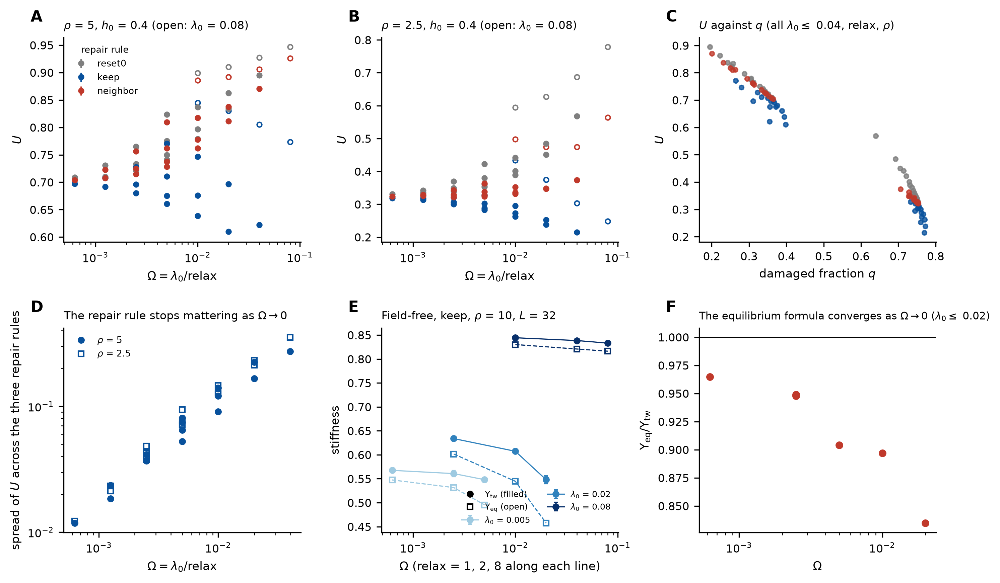 A
ρ = 5, h₀ = 0.4 (open: λ₀ = 0.08)
0.95
0.90
0.85
0.80
0.75
0.70
0.65
0.60
U
repair rule
reset0
keep
neighbor
10⁻³
10⁻²
10⁻¹
Ω = λ₀/relax
B
ρ = 2.5, h₀ = 0.4 (open: λ₀ = 0.08)
0.8
0.7
0.6
0.5
0.4
0.3
0.2
U
10⁻³
10⁻²
10⁻¹
Ω = λ₀/relax
C
U against q (all λ₀ ≤ 0.04, relax, ρ)
0.9
0.8
0.7
0.6
0.5
0.4
0.3
0.2
U
0.2
0.3
0.4
0.5
0.6
0.7
0.8
damaged fraction q
D
The repair rule stops mattering as Ω → 0
spread of U across the three repair rules
ρ = 5
ρ = 2.5
10⁻¹
10⁻²
10⁻³
10⁻²
Ω = λ₀/relax
E
Field-free, keep, ρ = 10, L = 32
0.85
0.80
0.75
0.70
0.65
0.60
0.55
0.50
0.45
stiffness
Υ_tw (filled)
Υ_eq (open)
λ₀ = 0.005
λ₀ = 0.02
λ₀ = 0.08
10⁻³
10⁻²
10⁻¹
Ω (relax = 1, 2, 8 along each line)
F
The equilibrium formula converges as Ω → 0 (λ₀ ≤ 0.02)
1.000
0.975
0.950
0.925
0.900
0.875
0.850
Υ_eq/Υ_tw
10⁻³
10⁻²
Ω